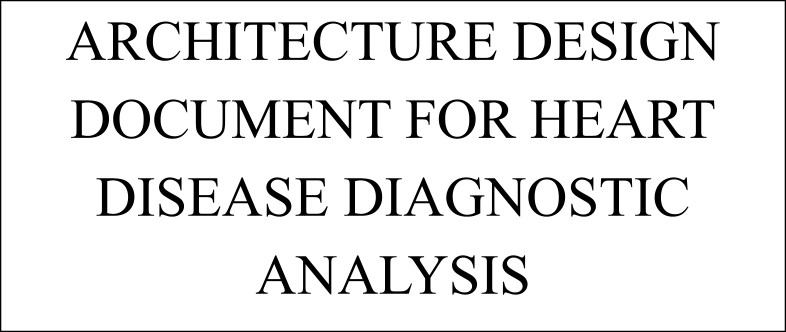 ARCHITECTURE DESIGN
DOCUMENT FOR HEART
DISEASE DIAGNOSTIC
ANALYSIS